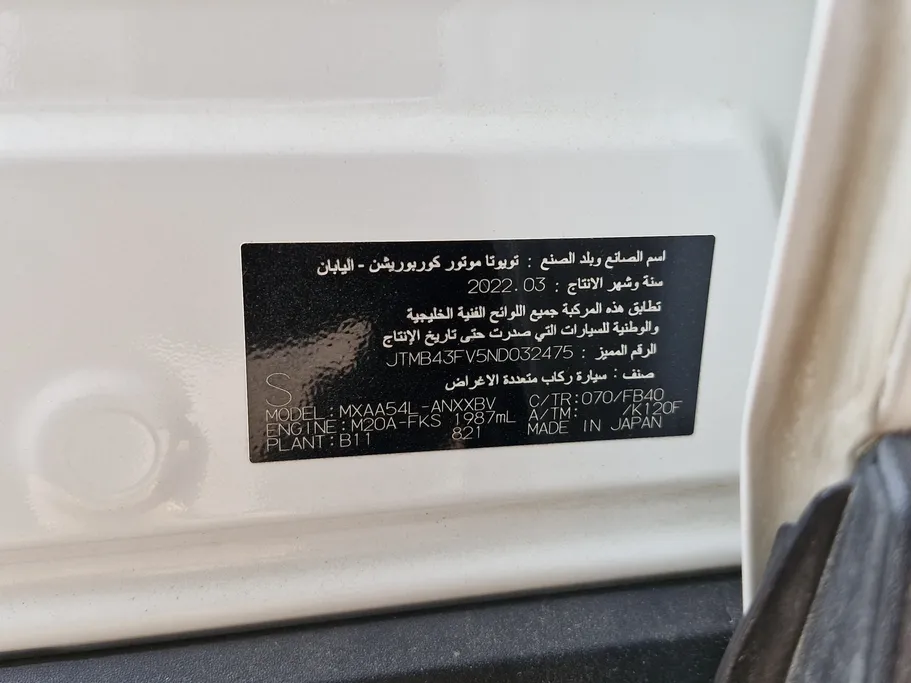 اسم الصانع وبلد الصنع : تويوتا موتور كوربوريشن - اليابان
سنة وشهر الانتاج : 2022.03
تطابق هذه المركبة جميع اللوائح الفنية الخليجية
والوطنية للسيارات التي صدرت حتى تاريخ الإنتاج
الرقم المميز : JTMB43FV5ND032475
صنف : سيارة ركاب متعددة الاغراض
S
MODEL:MXAA54L-ANXXBV C/TR:070/FB40
ENGINE:M20A-FKS 1987mL A/TM: /K120F
PLANT:B11 821 MADE IN JAPAN